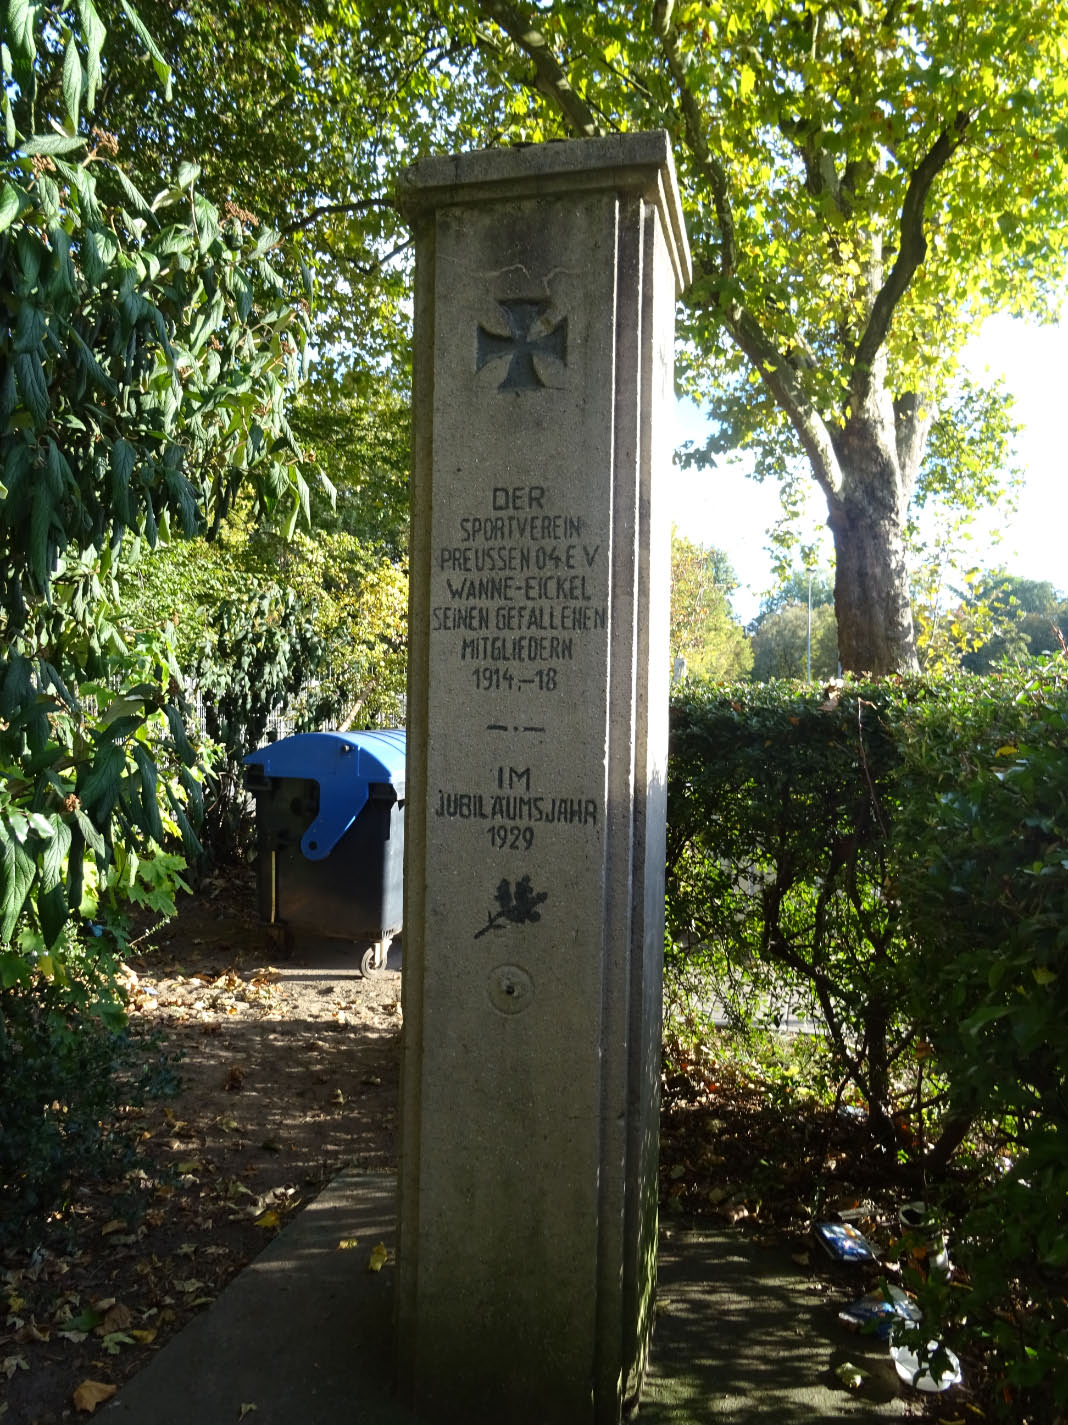 DER
SPORTVEREIN
PREUSSEN 04 E V
WANNE-EICKEL
SEINEN GEFALLENEN
MITGLIEDERN
1914-18
IM
JUBILÄUMSJAHR
1929